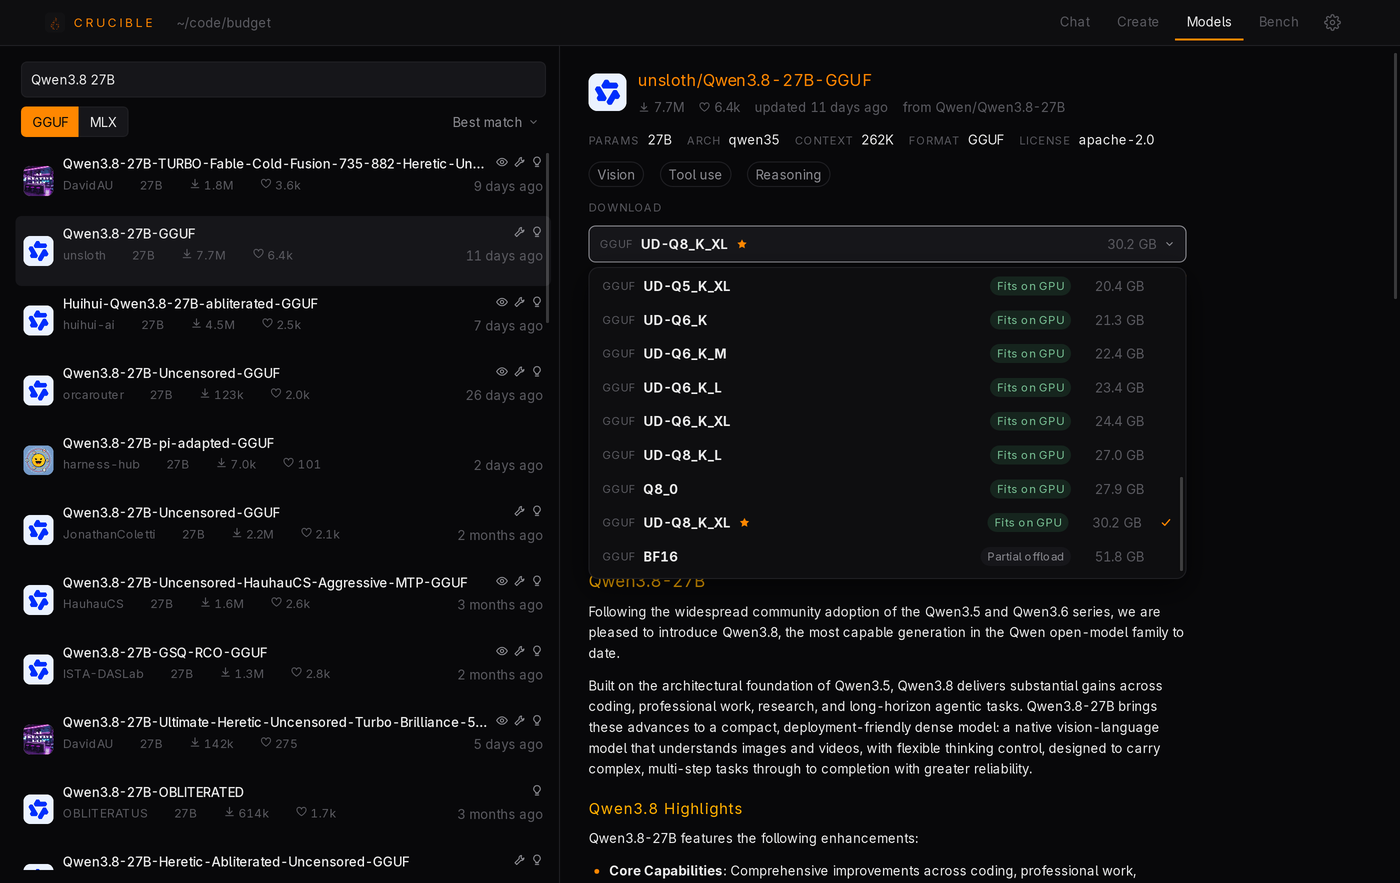 CRUCIBLE ~/code/budget Chat Create Models Bench
Qwen3.8 27B
GGUF MLX Best match
Qwen3.8-27B-TURBO-Fable-Cold-Fusion-735-882-Heretic-Un...
DavidAU 27B 1.8M 3.6k 9 days ago
Qwen3.8-27B-GGUF
unsloth 27B 7.7M 6.4k 11 days ago
Huihui-Qwen3.8-27B-abliterated-GGUF
huihui-ai 27B 4.5M 2.5k 7 days ago
Qwen3.8-27B-Uncensored-GGUF
orcarouter 27B 123k 2.0k 26 days ago
Qwen3.8-27B-pi-adapted-GGUF
harness-hub 27B 7.0k 101 2 days ago
Qwen3.8-27B-Uncensored-GGUF
JonathanColetti 27B 2.2M 2.1k 2 months ago
Qwen3.8-27B-Uncensored-HauhauCS-Aggressive-MTP-GGUF
HauhauCS 27B 1.6M 2.6k 3 months ago
Qwen3.8-27B-GSQ-RCO-GGUF
ISTA-DASLab 27B 1.3M 2.8k 2 months ago
Qwen3.8-27B-Ultimate-Heretic-Uncensored-Turbo-Brilliance-5...
DavidAU 27B 142k 275 5 days ago
Qwen3.8-27B-OBLITERATED
OBLITERATUS 27B 614k 1.7k 3 months ago
Qwen3.8-27B-Heretic-Abliterated-Uncensored-GGUF
unsloth/Qwen3.8-27B-GGUF
7.7M 6.4k updated 11 days ago from Qwen/Qwen3.8-27B
PARAMS 27B ARCH qwen35 CONTEXT 262K FORMAT GGUF LICENSE apache-2.0
Vision Tool use Reasoning
DOWNLOAD
GGUF UD-Q8_K_XL 30.2 GB
GGUF UD-Q5_K_XL Fits on GPU 20.4 GB
GGUF UD-Q6_K Fits on GPU 21.3 GB
GGUF UD-Q6_K_M Fits on GPU 22.4 GB
GGUF UD-Q6_K_L Fits on GPU 23.4 GB
GGUF UD-Q6_K_XL Fits on GPU 24.4 GB
GGUF UD-Q8_K_L Fits on GPU 27.0 GB
GGUF Q8_0 Fits on GPU 27.9 GB
GGUF UD-Q8_K_XL Fits on GPU 30.2 GB
GGUF BF16 Partial offload 51.8 GB
Qwen3.8-27B
Following the widespread community adoption of the Qwen3.5 and Qwen3.6 series, we are
pleased to introduce Qwen3.8, the most capable generation in the Qwen open-model family to
date.
Built on the architectural foundation of Qwen3.5, Qwen3.8 delivers substantial gains across
coding, professional work, research, and long-horizon agentic tasks. Qwen3.8-27B brings
these advances to a compact, deployment-friendly dense model: a native vision-language
model that understands images and videos, with flexible thinking control, designed to carry
complex, multi-step tasks through to completion with greater reliability.
Qwen3.8 Highlights
Qwen3.8-27B features the following enhancements:
• Core Capabilities: Comprehensive improvements across coding, professional work,